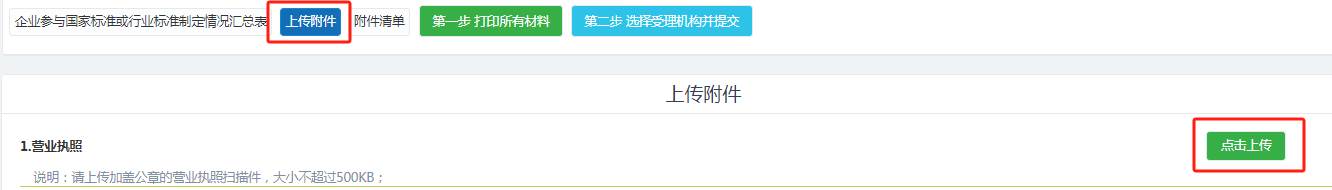 企业参与国家标准或行业标准制定情况汇总表 上传附件 附件清单 第一步 打印所有材料 第二步 选择受理机构并提交
上传附件
1.营业执照 点击上传
说明：请上传加盖公章的营业执照扫描件，大小不超过500KB；